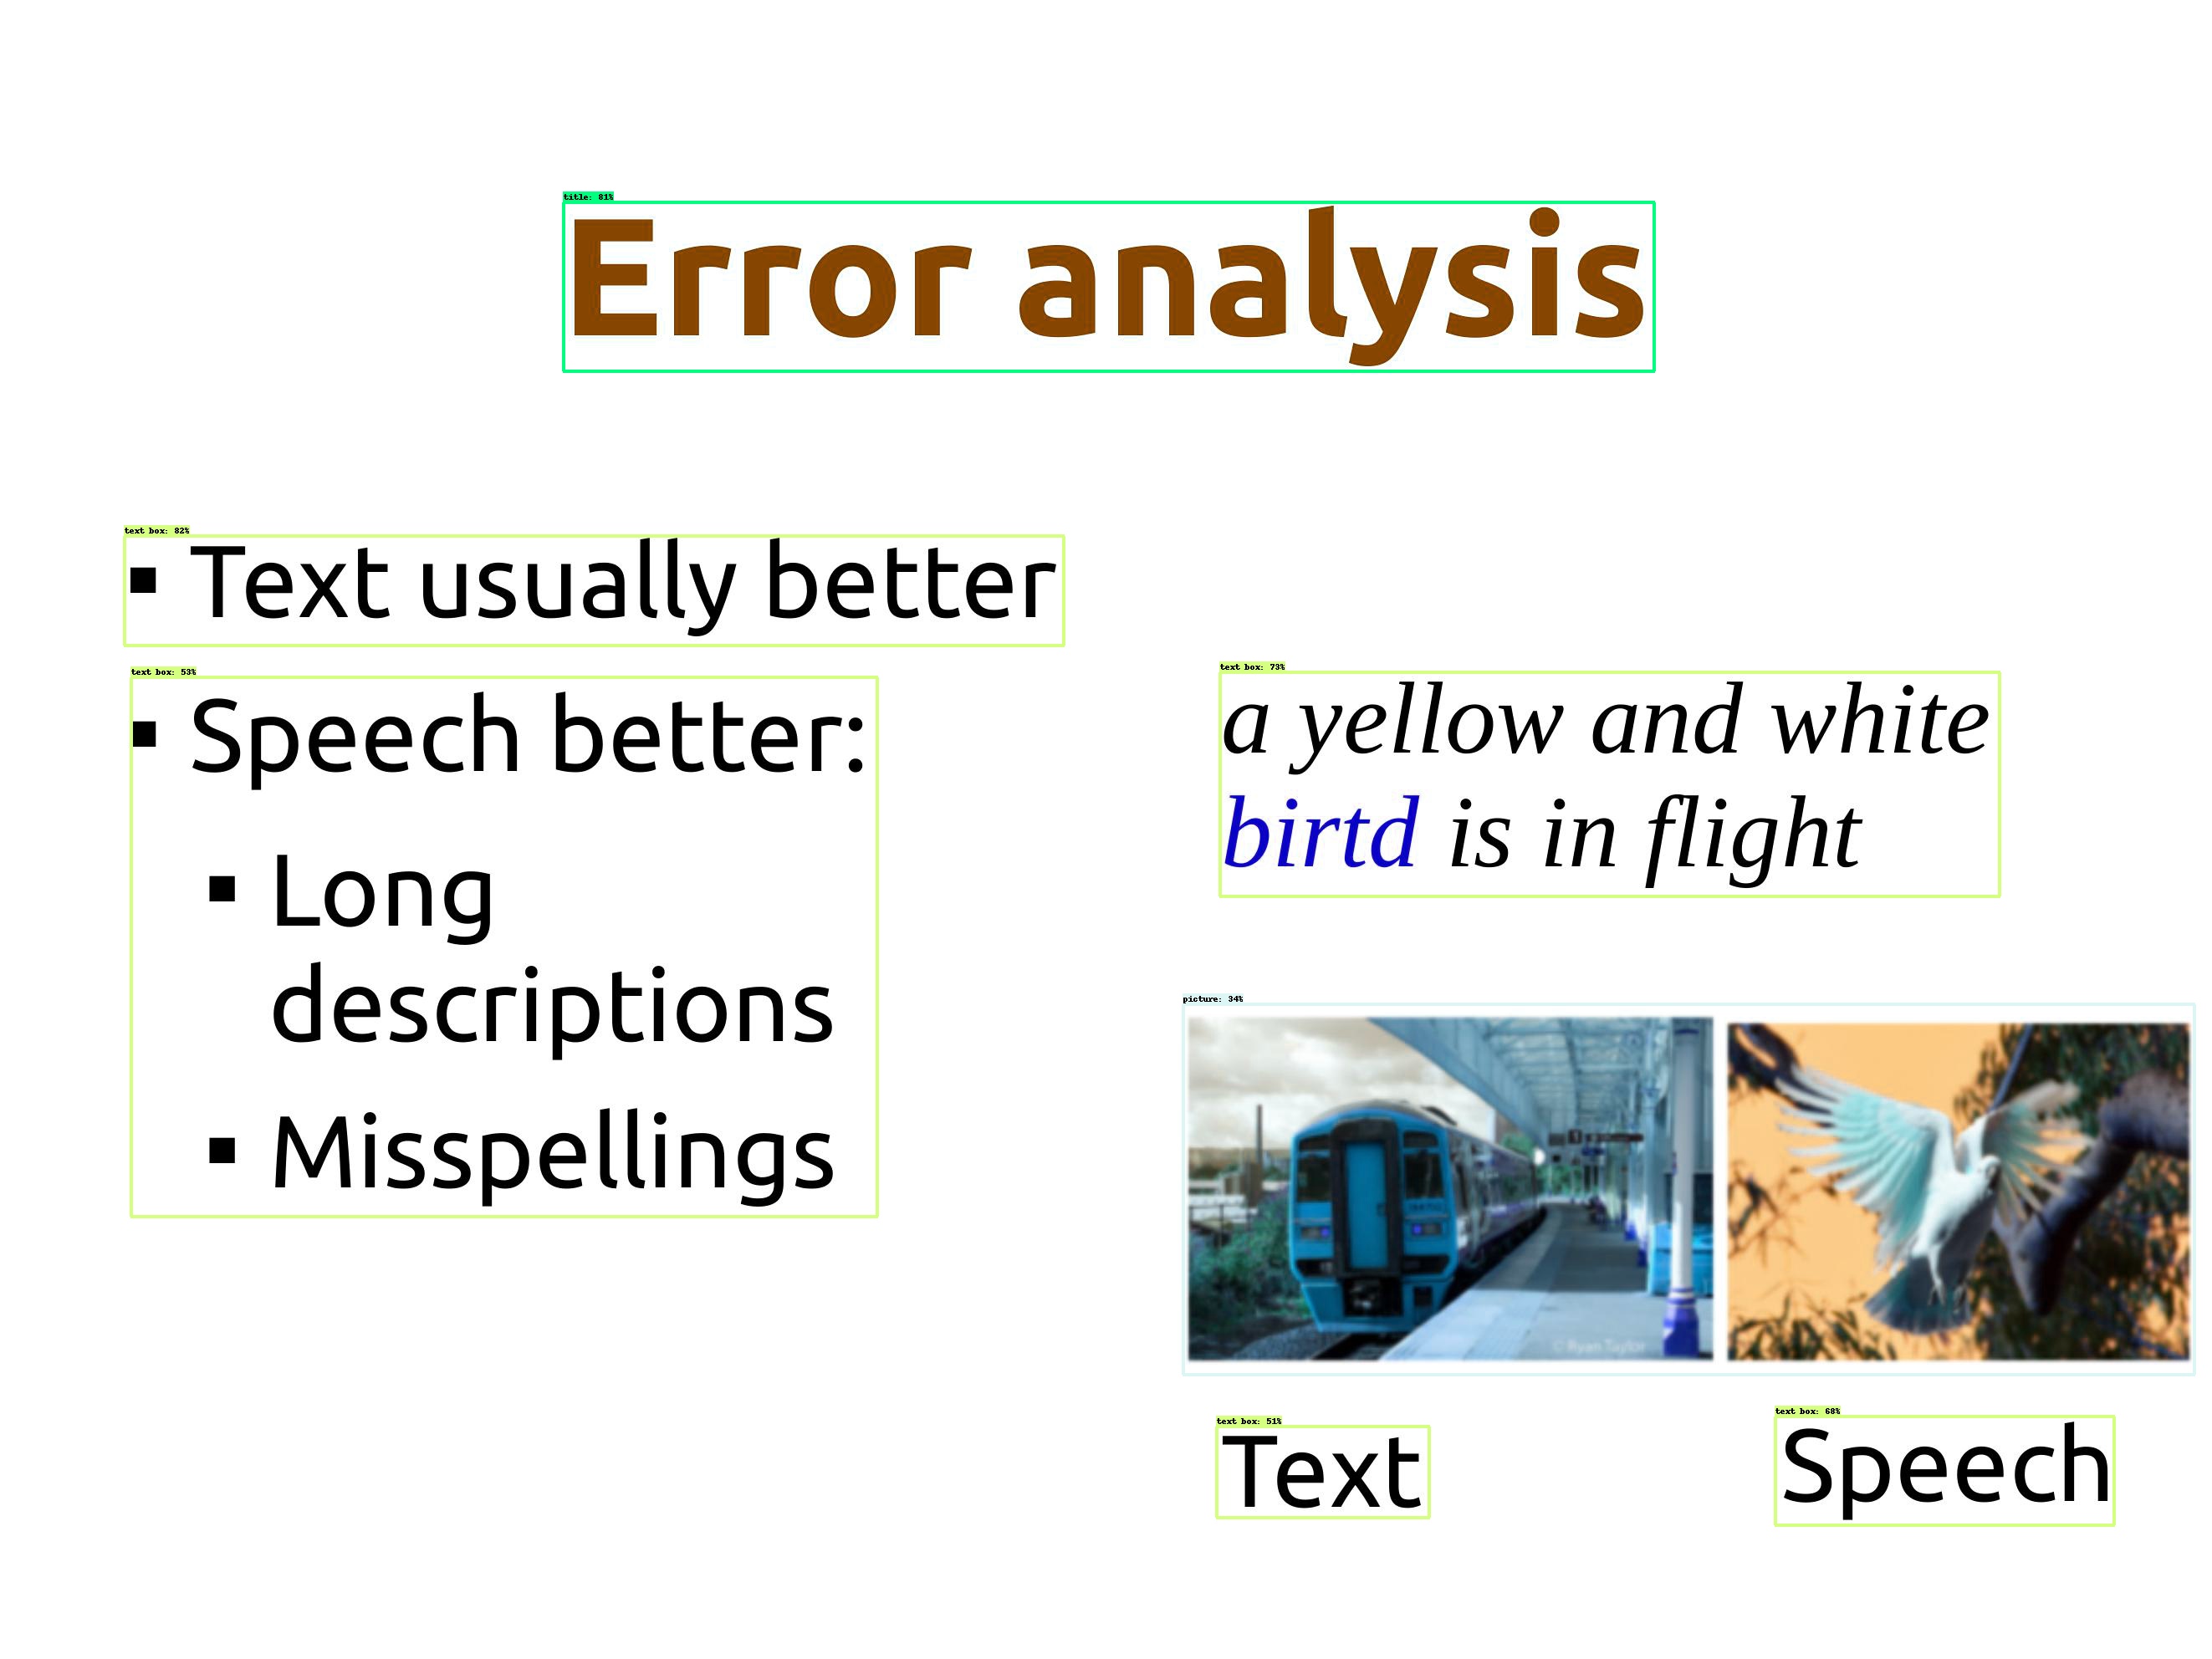 title: 81%
Error analysis
text box: 82%
▪ Text usually better
text box: 53%
▪ Speech better:
▪ Long
descriptions
▪ Misspellings
text box: 73%
a yellow and white
birtd is in flight
picture: 34%
© Ryan Taylor
text box: 51%
Text
text box: 68%
Speech